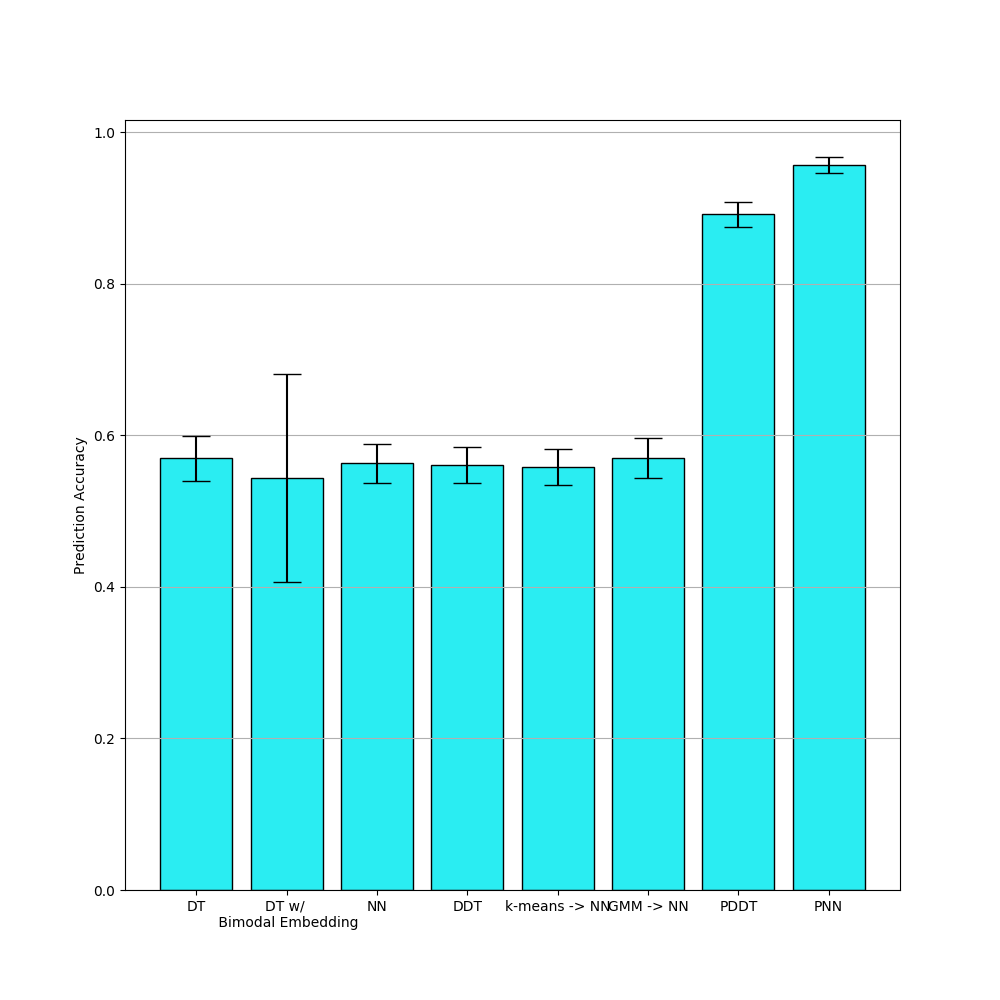 1.0
0.8
0.6
0.4
0.2
0.0
Prediction Accuracy
DT
DT w/
Bimodal Embedding
NN
DDT
k-means -> NN
GMM -> NN
PDDT
PNN